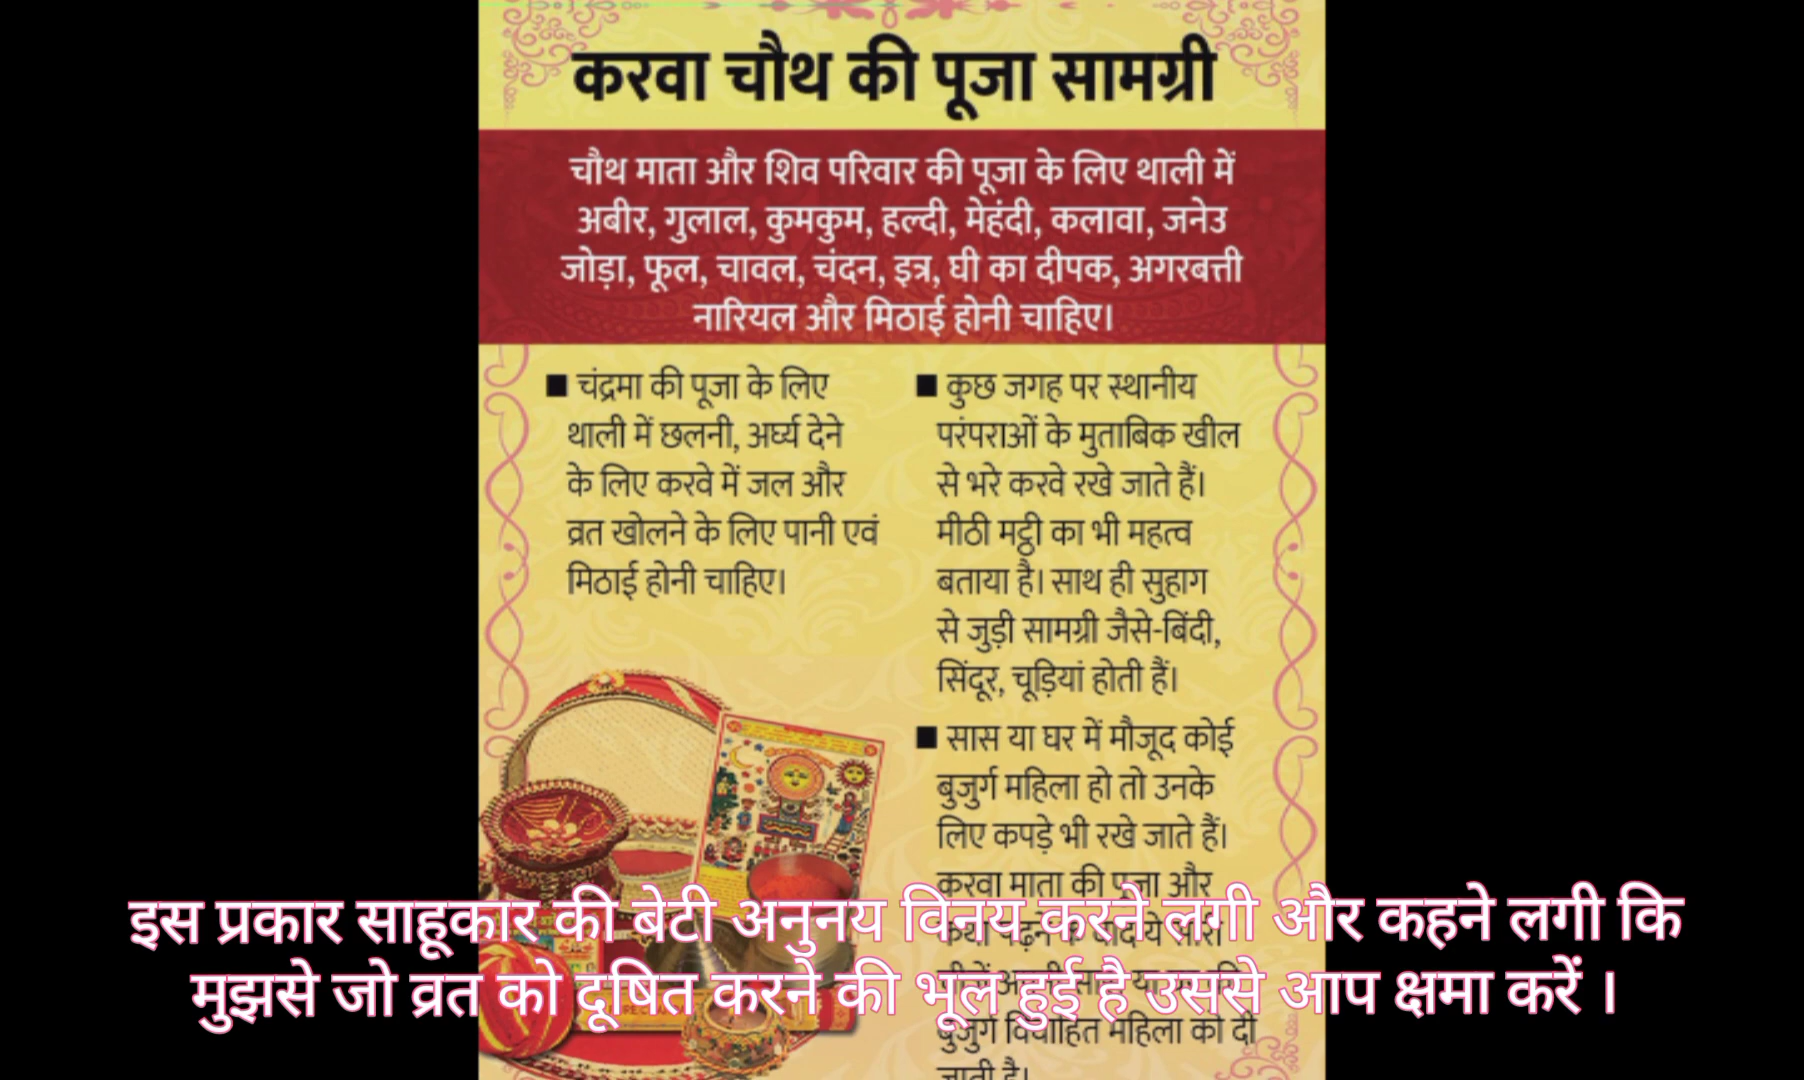 करवा चौथ की पूजा सामग्री
चौथ माता और शिव परिवार की पूजा के लिए थाली में
अबीर, गुलाल, कुमकुम, हल्दी, मेहंदी, कलावा, जनेउ
जोड़ा, फूल, चावल, चंदन, इत्र, घी का दीपक, अगरबत्ती
नारियल और मिठाई होनी चाहिए।
■ चंद्रमा की पूजा के लिए
थाली में छलनी, अर्घ्य देने
के लिए करवे में जल और
व्रत खोलने के लिए पानी एवं
मिठाई होनी चाहिए।
■ कुछ जगह पर स्थानीय
परंपराओं के मुताबिक खील
से भरे करवे रखे जाते हैं।
मीठी मट्ठी का भी महत्व
बताया है। साथ ही सुहाग
से जुड़ी सामग्री जैसे-बिंदी,
सिंदूर, चूड़ियां होती हैं।
■ सास या घर में मौजूद कोई
बुजुर्ग महिला हो तो उनके
लिए कपड़े भी रखे जाते हैं।
करवा माता की पूजा और
बुजुर्ग विवाहित महिला को दी
जाती है।
इस प्रकार साहूकार की बेटी अनुनय विनय करने लगी और कहने लगी कि
मुझसे जो व्रत को दूषित करने की भूल हुई है उससे आप क्षमा करें ।